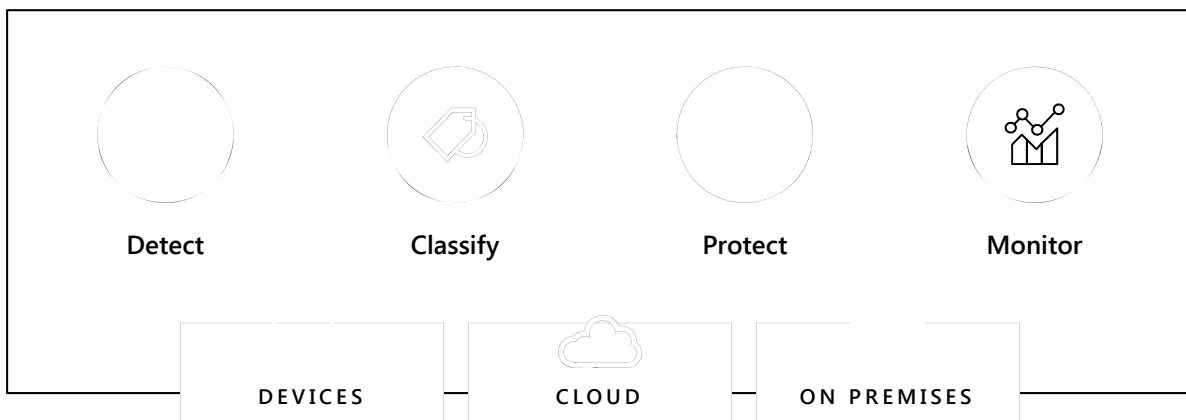 Detect
Classify
Protect
Monitor
DEVICES
CLOUD
ON PREMISES